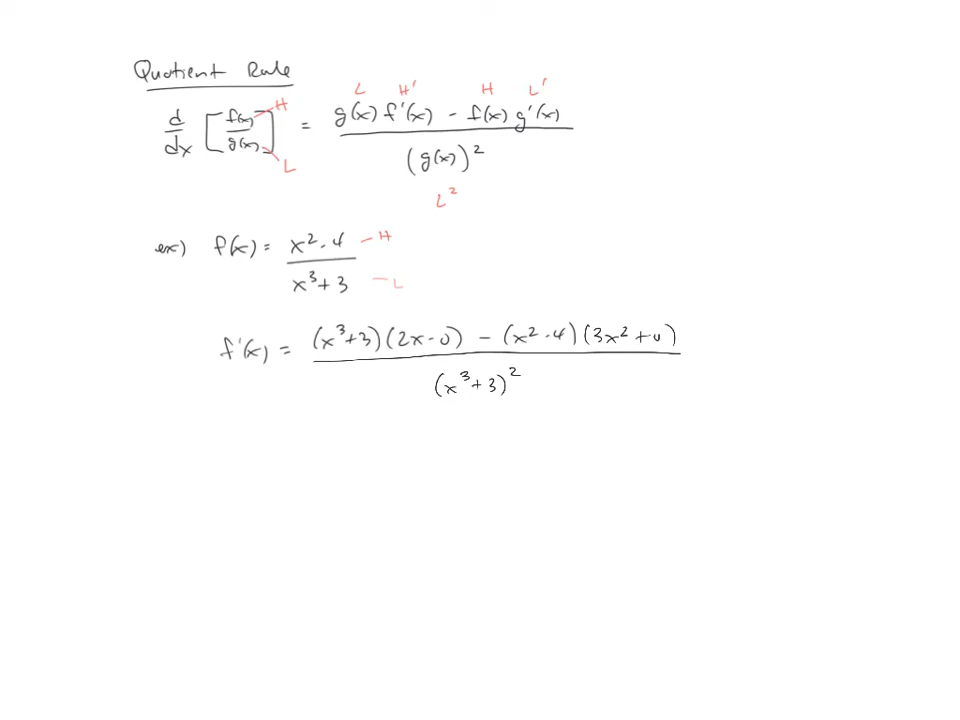 Quotient Rule
L H' H L'
d/dx [f(x)/g(x)] = (g(x) f'(x) - f(x) g'(x))/(g(x))²
H
L
L²
ex) f(x) = (x² - 4)/(x³ + 3)
- H
- L
f'(x) = ((x³+3)(2x-0) - (x²-4)(3x²+0))/(x³+3)²